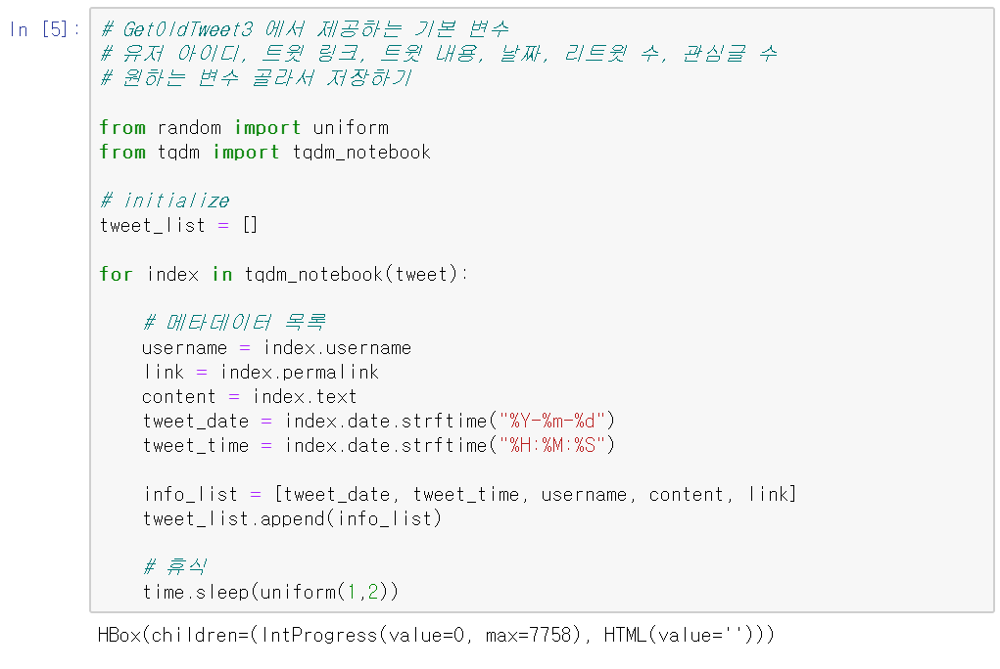 In [5]:
# GetOldTweet3 에서 제공하는 기본 변수
# 유저 아이디, 트윗 링크, 트윗 내용, 날짜, 리트윗 수, 관심글 수
# 원하는 변수 골라서 저장하기
from random import uniform
from tqdm import tqdm_notebook
# initialize
tweet_list = []
for index in tqdm_notebook(tweet):
# 메타데이터 목록
username = index.username
link = index.permalink
content = index.text
tweet_date = index.date.strftime("%Y-%m-%d")
tweet_time = index.date.strftime("%H:%M:%S")
info_list = [tweet_date, tweet_time, username, content, link]
tweet_list.append(info_list)
# 휴식
time.sleep(uniform(1,2))
HBox(children=(IntProgress(value=0, max=7758), HTML(value='')))